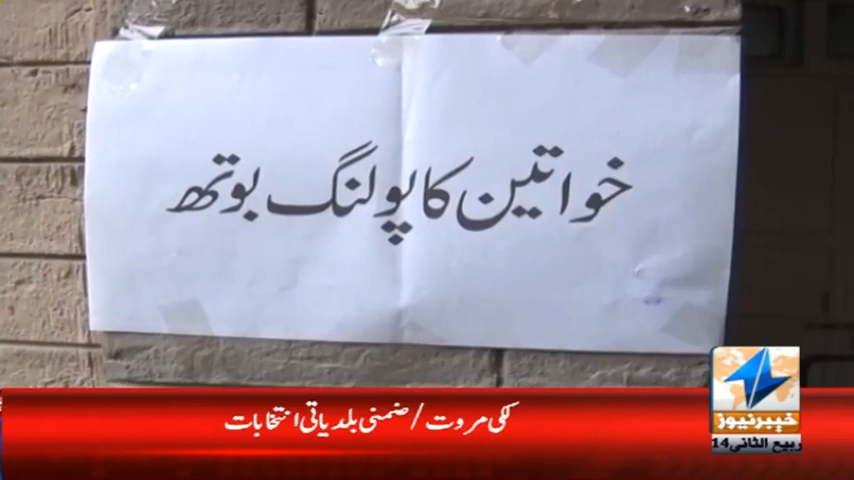 خواتین کا پولنگ بوتھ
لکی مروت / ضمنی بلدیاتی انتخابات
خیبر نیوز
14 ربیع الثانی